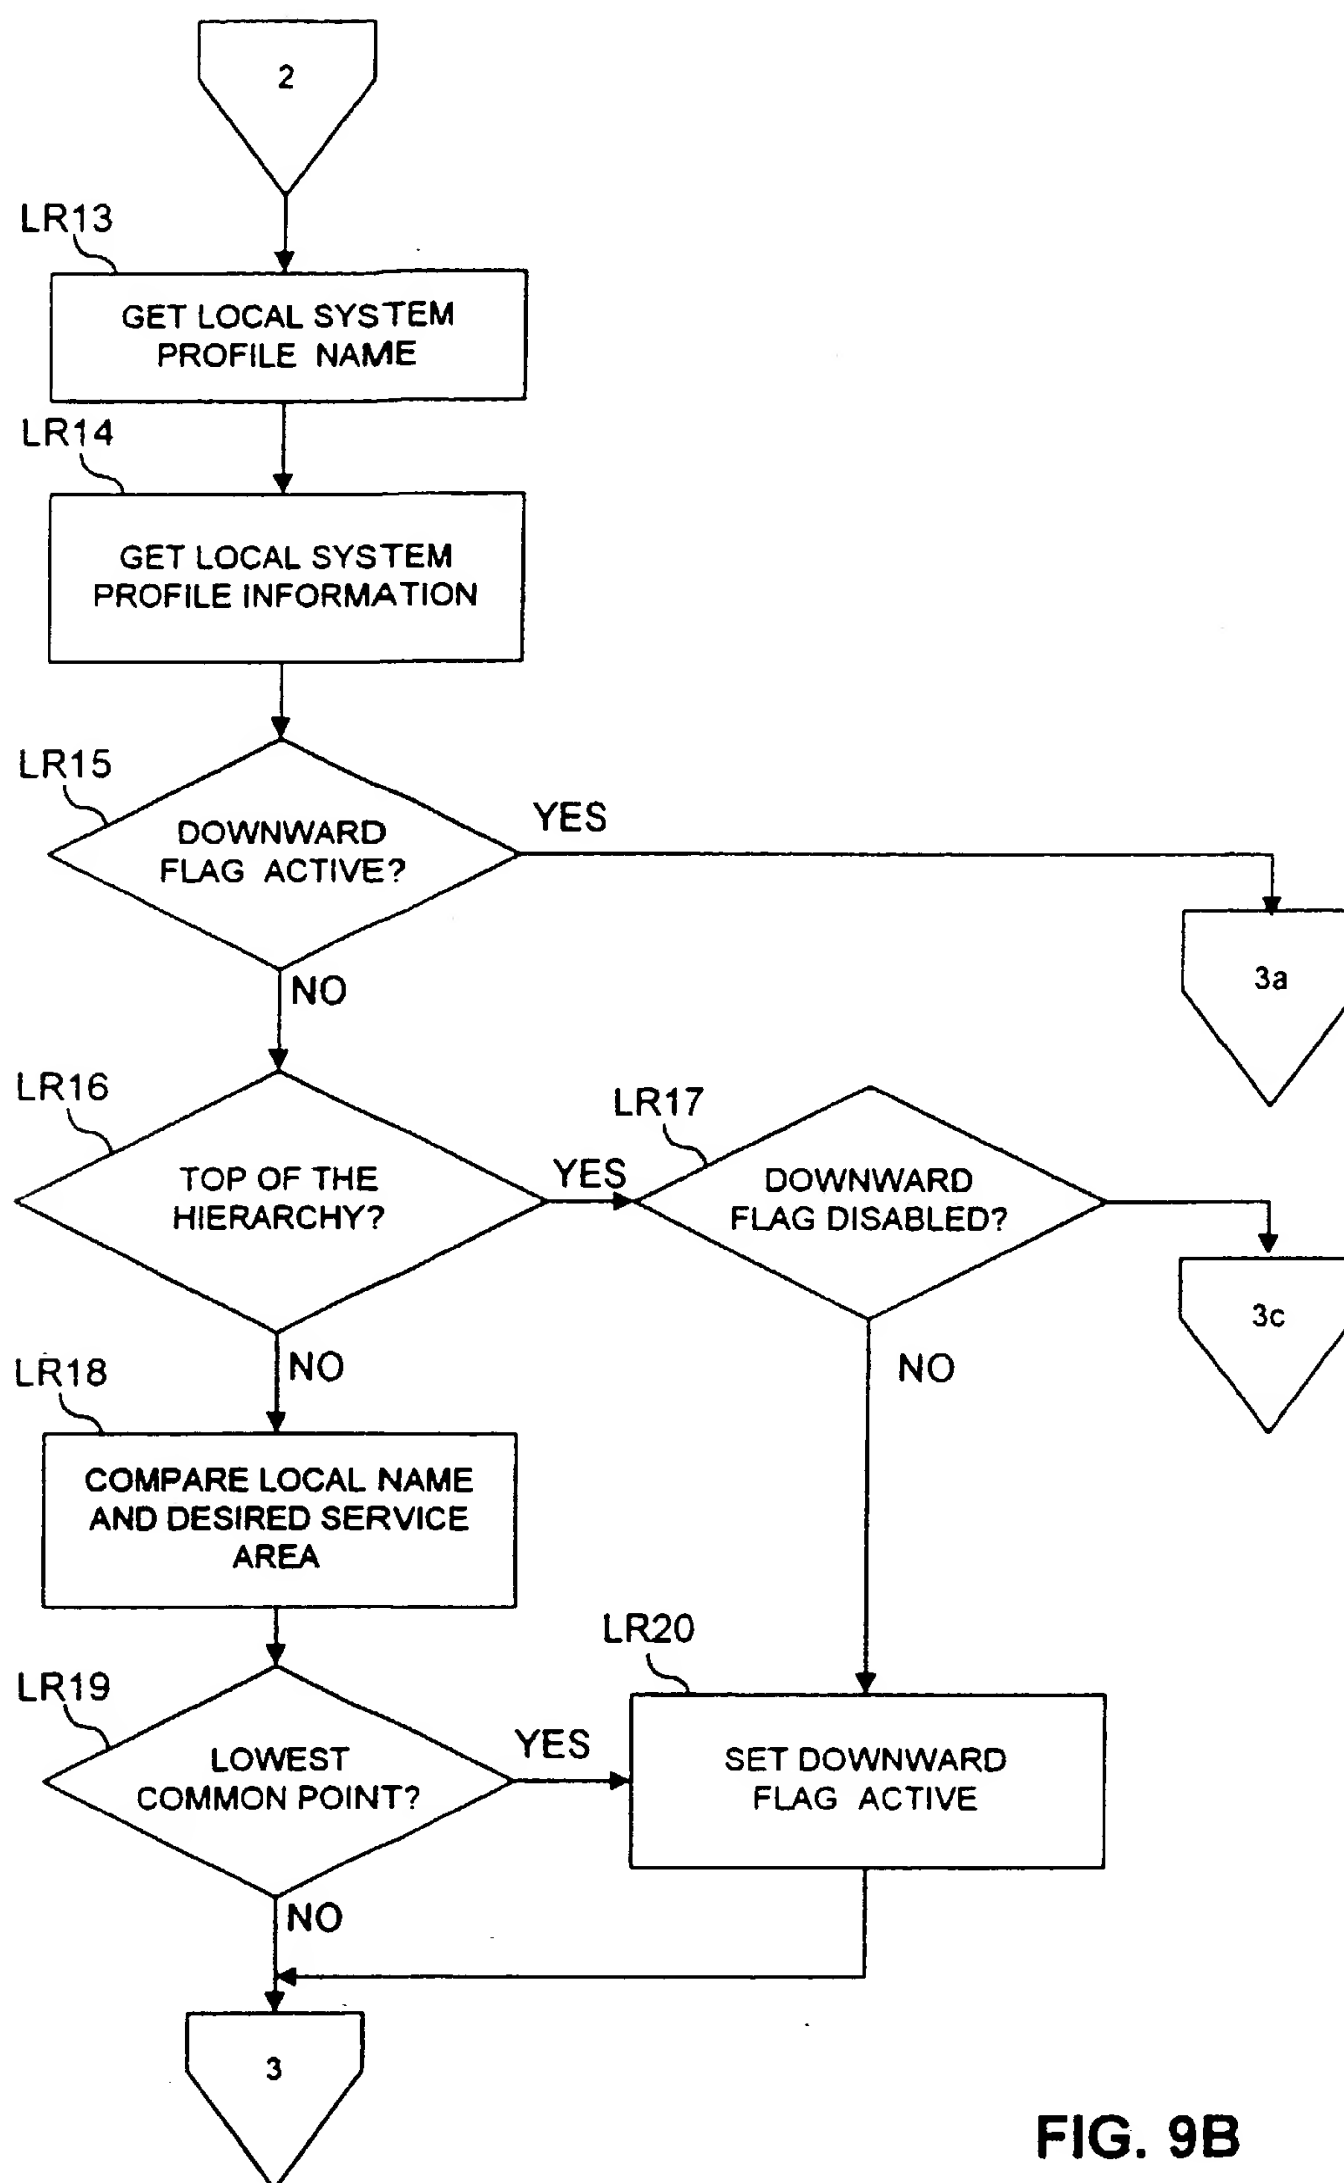 2
LR13
GET LOCAL SYSTEM
PROFILE NAME
LR14
GET LOCAL SYSTEM
PROFILE INFORMATION
LR15
DOWNWARD
FLAG ACTIVE?
YES
3a
NO
LR16
TOP OF THE
HIERARCHY?
YES
LR17
DOWNWARD
FLAG DISABLED?
3c
NO
NO
LR18
COMPARE LOCAL NAME
AND DESIRED SERVICE
AREA
LR19
LOWEST
COMMON POINT?
YES
LR20
SET DOWNWARD
FLAG ACTIVE
NO
3
FIG. 9B